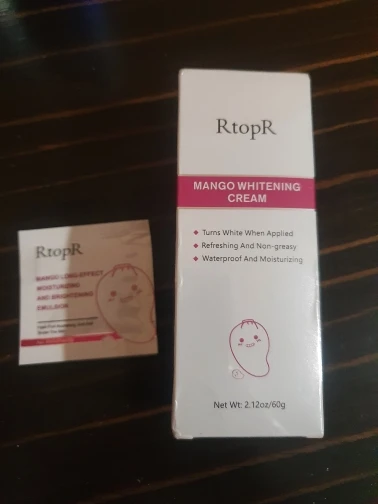 RtopR
MANGO WHITENING
CREAM
Turns White When Applied
Refreshing And Non-greasy
Waterproof And Moisturizing
Net Wt: 2.12oz/60g
RtopR
MANGO LONG-EFFECT
MOISTURIZING
AND BRIGHTENING
EMULSION